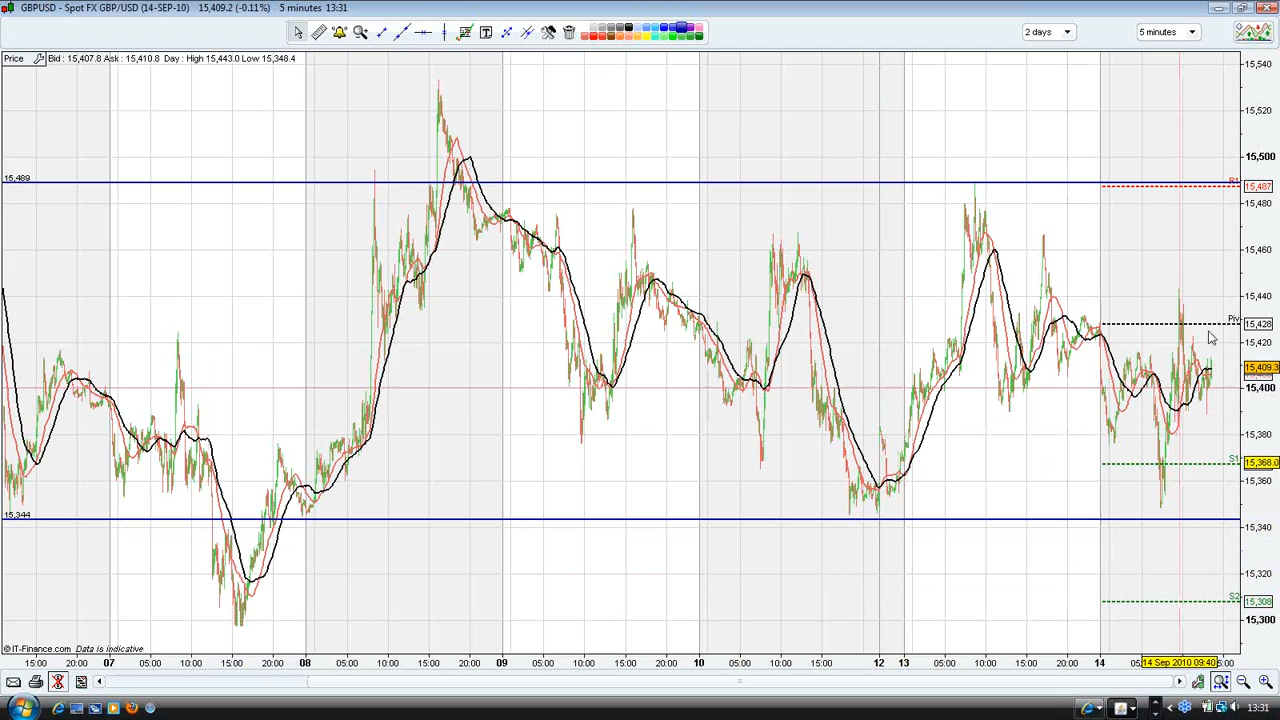 GBPUSD - Spot FX GBP/USD (14-SEP-10) 15,409.2 (-0.11%) 5 minutes 13:31
2 days 5 minutes
Price Bid : 15,407.8 Ask : 15,410.8 Day : High 15,443.0 Low 15,348.4
15,540
15,520
15,500
15,489
R1
15,487
15,480
15,460
15,440
Piv
15,428
15,420
15,409.3
15,400
15,380
S1
15,368.0
15,360
15,344
15,340
15,320
S2
15,308
15,300
© IT-Finance.com Data is indicative
15:00 20:00 07 05:00 10:00 15:00 20:00 08 05:00 10:00 15:00 20:00 09 05:00 10:00 15:00 20:00 10 05:00 10:00 15:00 12 13 05:00 10:00 15:00 20:00 14 14 Sep 2010 09:40
13:31